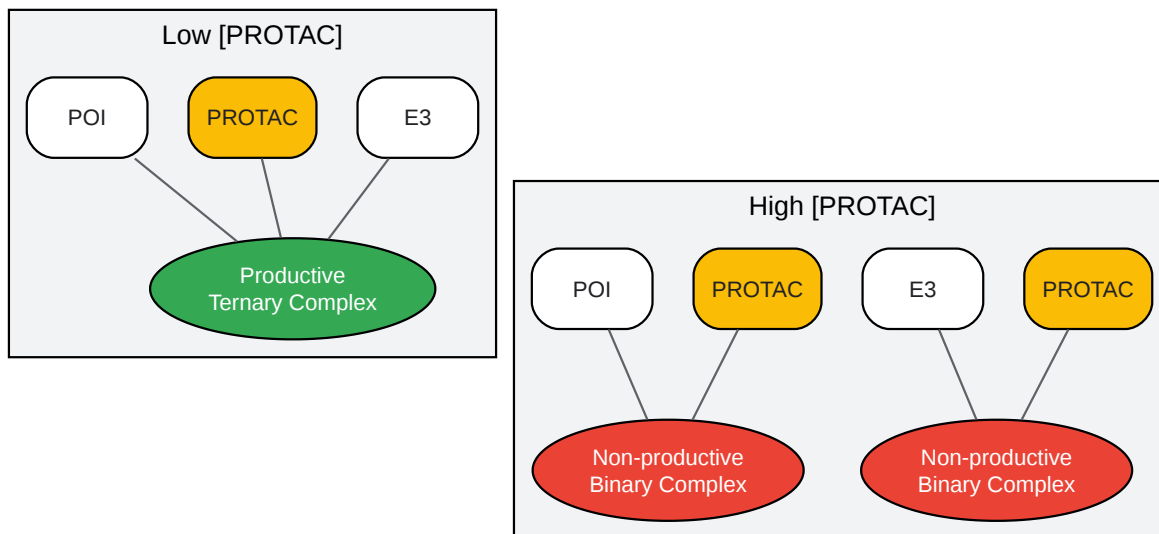 Low [PROTAC]
POI
PROTAC
E3
Productive
Ternary Complex
High [PROTAC]
POI
PROTAC
E3
PROTAC
Non-productive
Binary Complex
Non-productive
Binary Complex